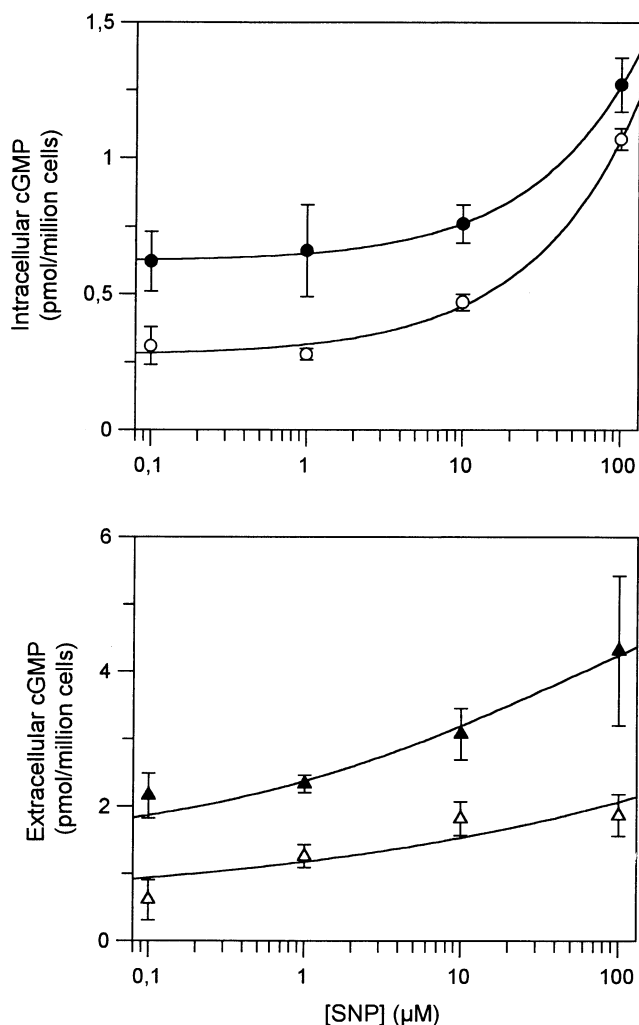 Intracellular cGMP
(pmol/million cells)
1,5
1
0,5
0
0,1 1 10 100
Extracellular cGMP
(pmol/million cells)
6
4
2
0
0,1 1 10 100
[SNP] (µM)